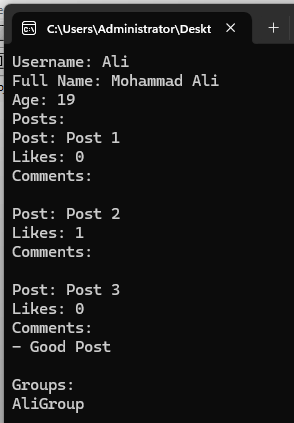 C:\Users\Administrator\Deskt
Username: Ali
Full Name: Mohammad Ali
Age: 19
Posts:
Post: Post 1
Likes: 0
Comments:
Post: Post 2
Likes: 1
Comments:
Post: Post 3
Likes: 0
Comments:
- Good Post
Groups:
AliGroup